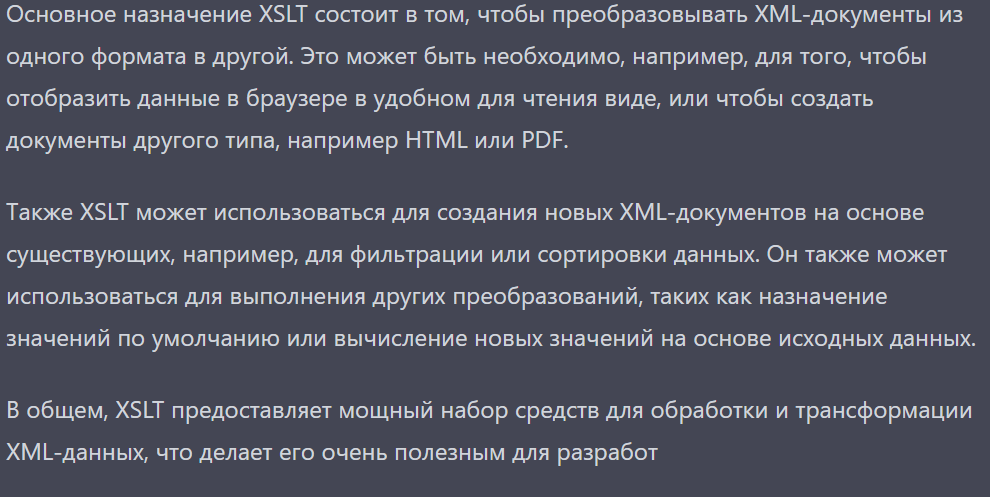 Основное назначение XSLT состоит в том, чтобы преобразовывать XML-документы из
одного формата в другой. Это может быть необходимо, например, для того, чтобы
отобразить данные в браузере в удобном для чтения виде, или чтобы создать
документы другого типа, например HTML или PDF.
Также XSLT может использоваться для создания новых XML-документов на основе
существующих, например, для фильтрации или сортировки данных. Он также может
использоваться для выполнения других преобразований, таких как назначение
значений по умолчанию или вычисление новых значений на основе исходных данных.
В общем, XSLT предоставляет мощный набор средств для обработки и трансформации
XML-данных, что делает его очень полезным для разработ